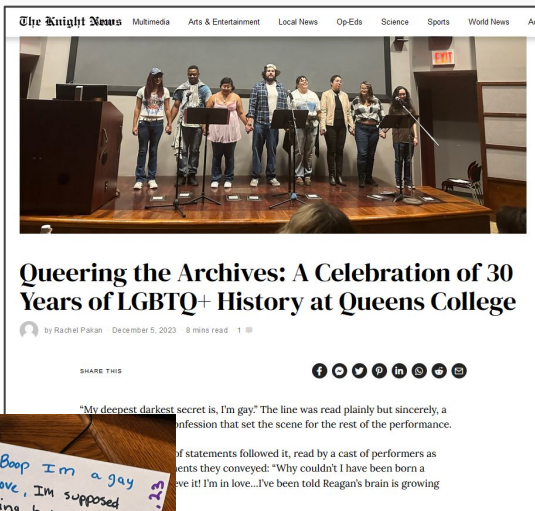 The Knight News
Multimedia
Arts & Entertainment
Local News
Op-Eds
Science
Sports
World News
EXIT
Queering the Archives: A Celebration of 30
Years of LGBTQ+ History at Queens College
by Rachel Pakan December 5, 2023 8 mins read 1
SHARE THIS
“My deepest darkest secret is, I’m gay.” The line was read plainly but sincerely, a
onfession that set the scene for the rest of the performance.
of statements followed it, read by a cast of performers as
ents they conveyed: “Why couldn’t I have been born a
eve it! I’m in love…I’ve been told Reagan’s brain is growing
Boop Im a gay
ove, Im supposed
23